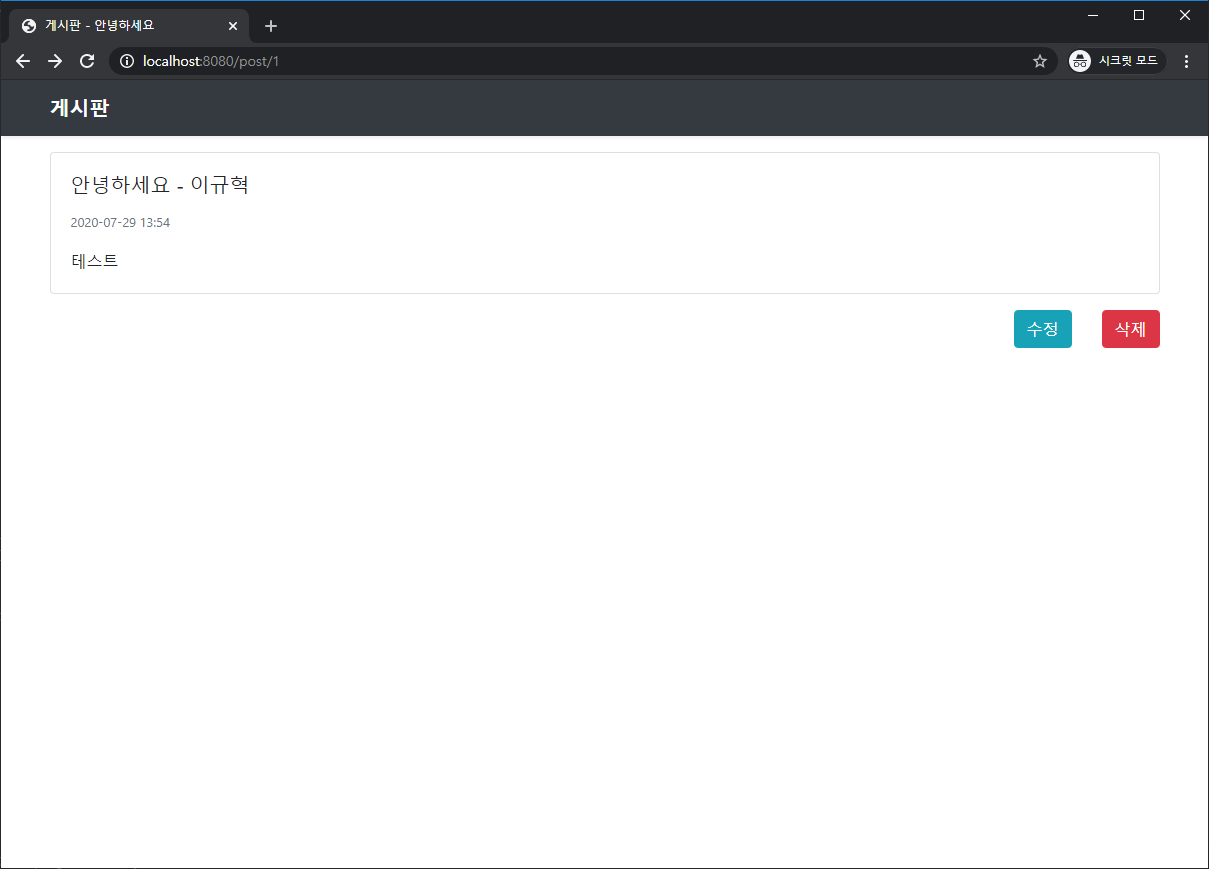 게시판 - 안녕하세요
localhost:8080/post/1
시크릿 모드
게시판
안녕하세요 - 이규혁
2020-07-29 13:54
테스트
수정 삭제